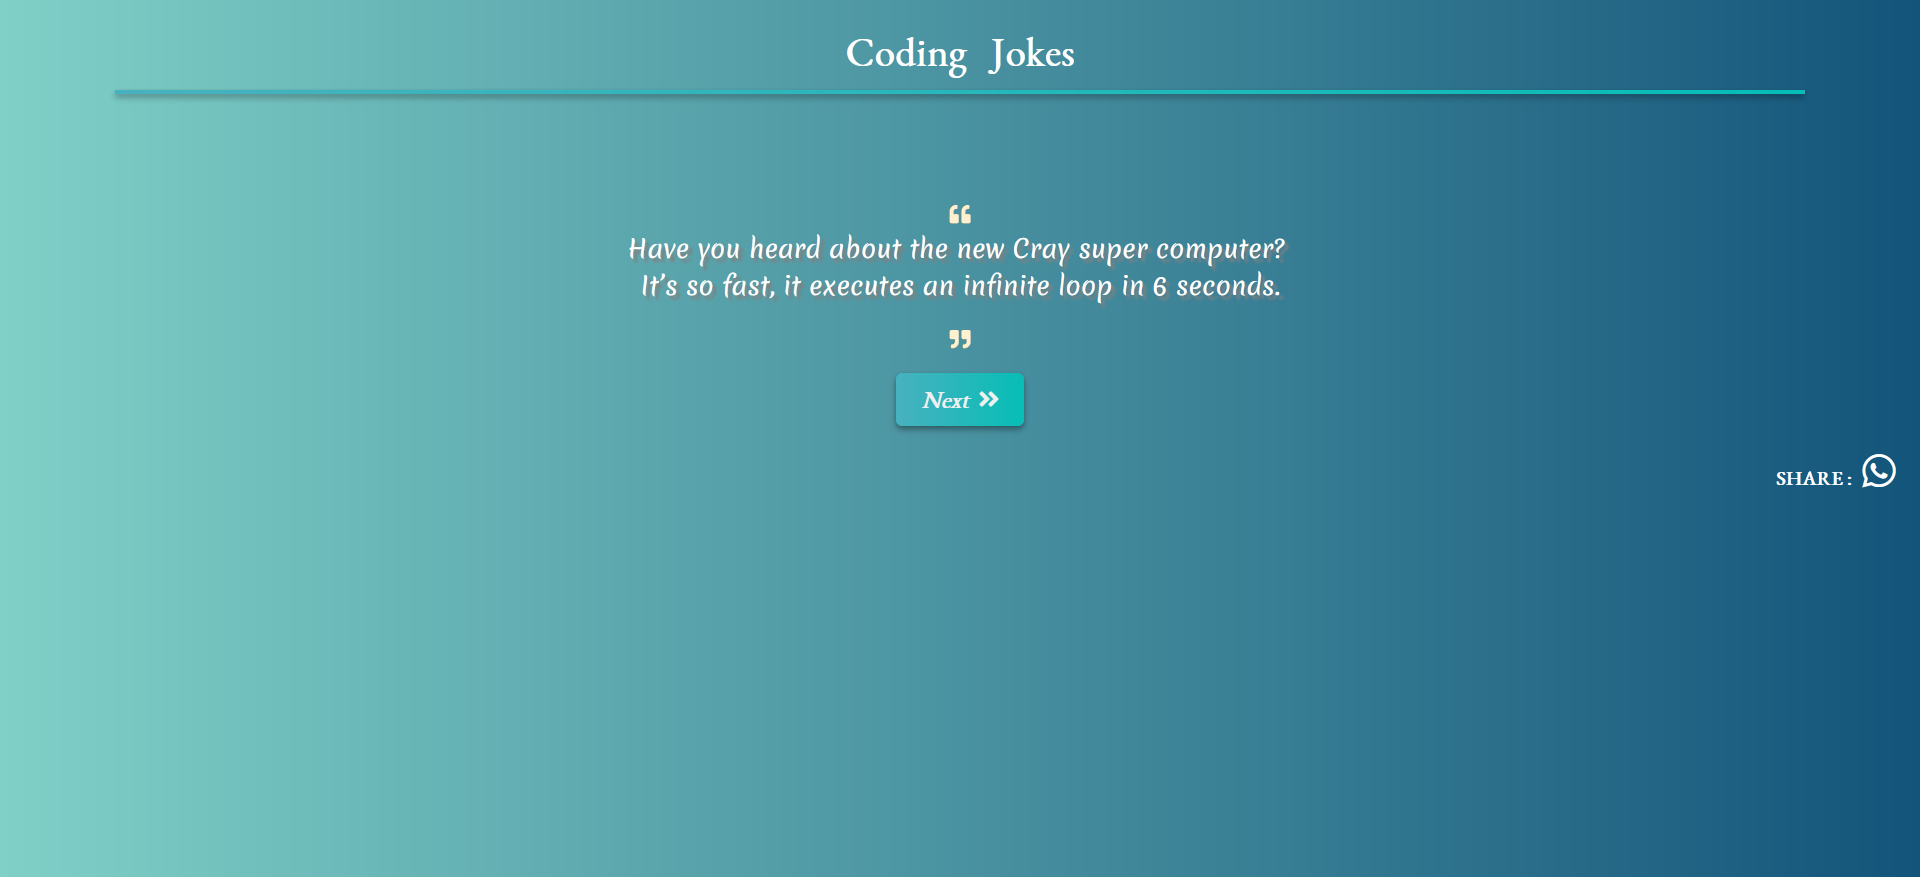 Coding Jokes
“
Have you heard about the new Cray super computer?
It’s so fast, it executes an infinite loop in 6 seconds.
”
Next »
SHARE :